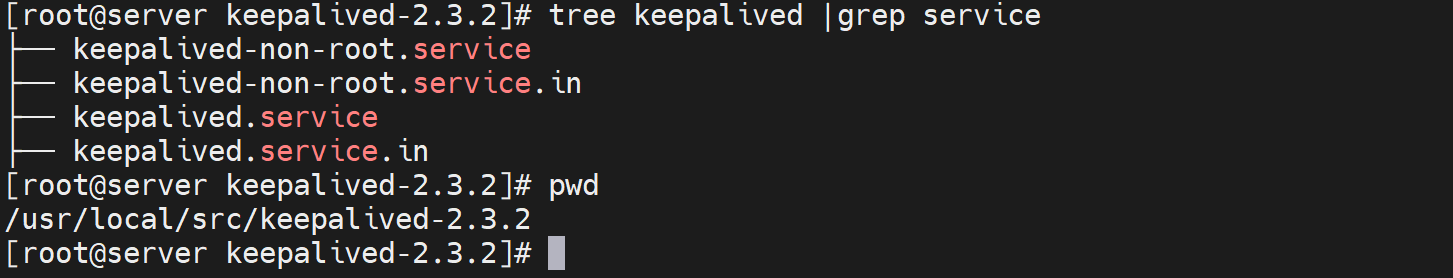 [root@server keepalived-2.3.2]# tree keepalived |grep service
├── keepalived-non-root.service
├── keepalived-non-root.service.in
├── keepalived.service
├── keepalived.service.in
[root@server keepalived-2.3.2]# pwd
/usr/local/src/keepalived-2.3.2
[root@server keepalived-2.3.2]#